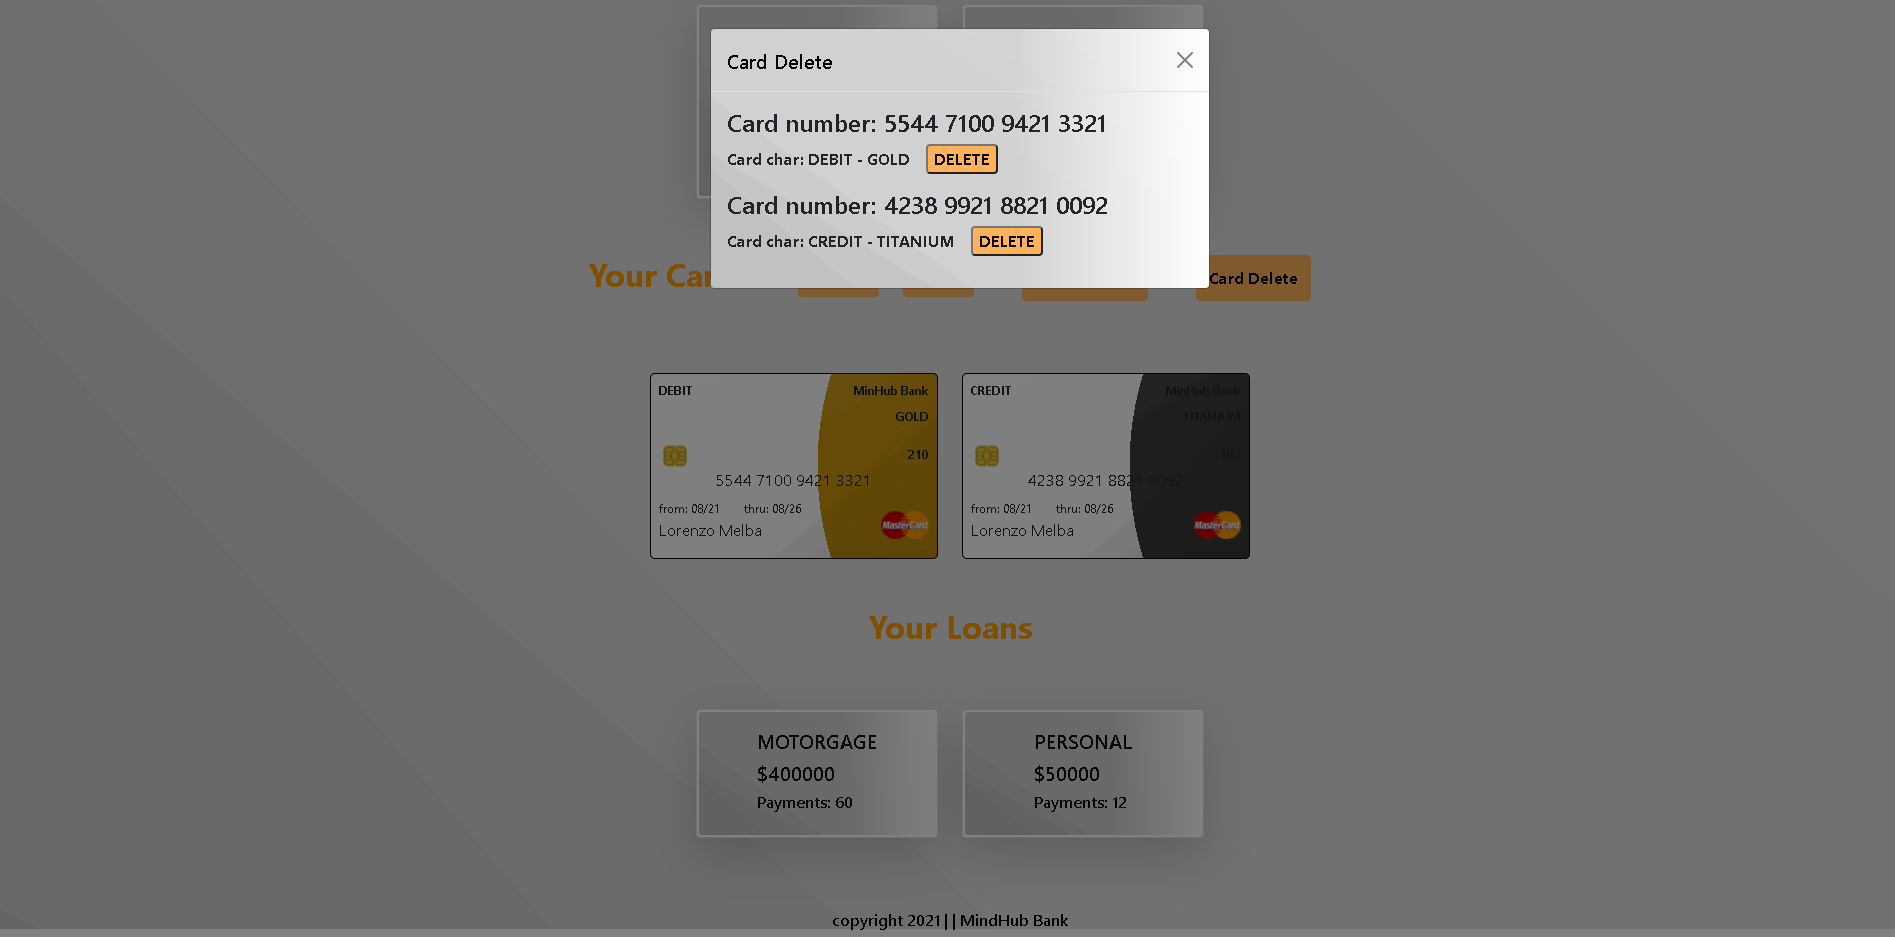 Card Delete
Card number: 5544 7100 9421 3321
Card char: DEBIT - GOLD DELETE
Card number: 4238 9921 8821 0092
Card char: CREDIT - TITANIUM DELETE
Your Car
Card Delete
DEBIT MinHub Bank
GOLD
210
5544 7100 9421 3321
from: 08/21 thru: 08/26
Lorenzo Melba
MasterCard
CREDIT MinHub Bank
TITANIUM
192
4238 9921 8821 0092
from: 08/21 thru: 08/26
Lorenzo Melba
MasterCard
Your Loans
MOTORGAGE
$400000
Payments: 60
PERSONAL
$50000
Payments: 12
copyright 2021|| MindHub Bank